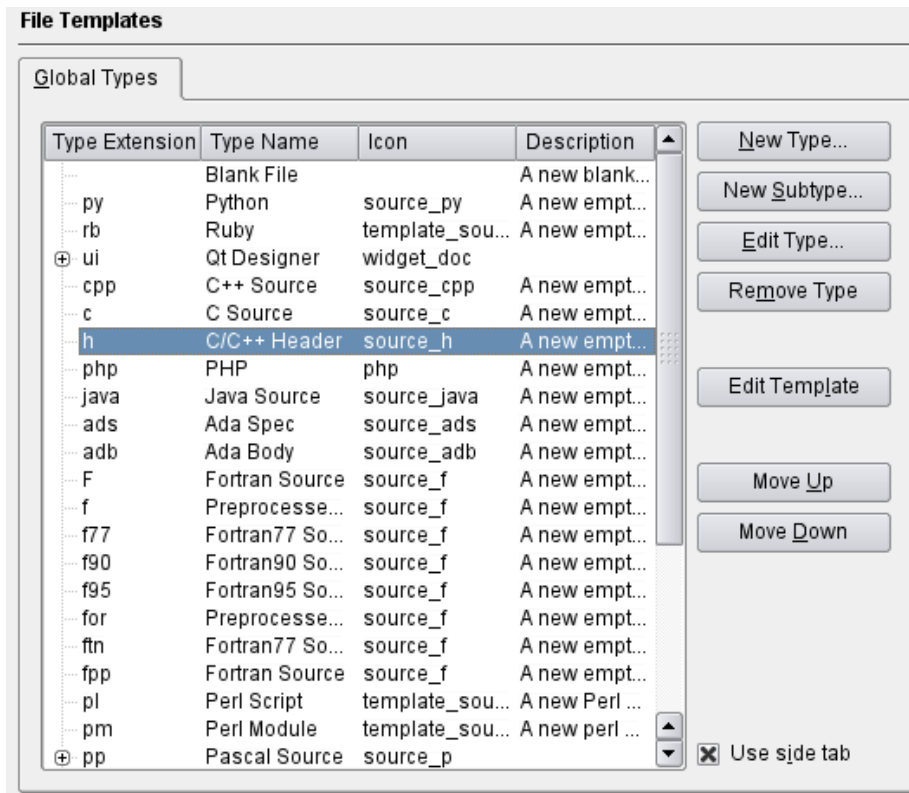 File Templates
Global Types
Type Extension Type Name Icon Description
Blank File A new blank...
py Python source_py A new empt...
rb Ruby template_sou... A new empt...
ui Qt Designer widget_doc
cpp C++ Source source_cpp A new empt...
c C Source source_c A new empt...
h C/C++ Header source_h A new empt...
php PHP php A new empt...
java Java Source source_java A new empt...
ads Ada Spec source_ads A new empt...
adb Ada Body source_adb A new empt...
F Fortran Source source_f A new empt...
f Preprocesse... source_f A new empt...
f77 Fortran77 So... source_f A new empt...
f90 Fortran90 So... source_f A new empt...
f95 Fortran95 So... source_f A new empt...
for Preprocesse... source_f A new empt...
ftn Fortran77 So... source_f A new empt...
fpp Fortran Source source_f A new empt...
pl Perl Script template_sou... A new Perl ...
pm Perl Module template_sou... A new perl ...
pp Pascal Source source_p
New Type...
New Subtype...
Edit Type...
Remove Type
Edit Template
Move Up
Move Down
Use side tab